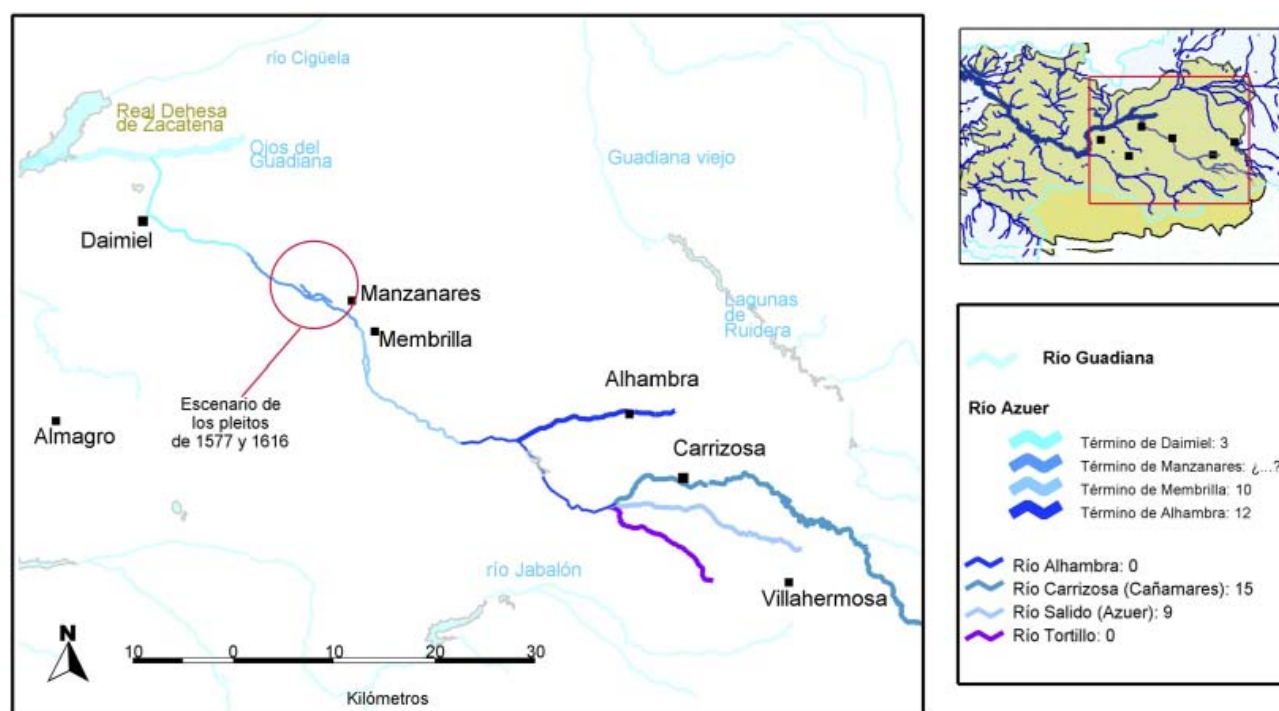 río Cigüela
Real Dehesa
de Zacatena
Ojos del
Guadiana
Guadiana viejo
Daimiel
Manzanares
Membrilla
Lagunas
de
Ruidera
Escenario de
los pleitos
de 1577 y 1616
Almagro
Alhambra
Carrizosa
río Jabalón
Villahermosa
N
10 0 10 20 30
Kilómetros
Río Guadiana
Río Azuer
Término de Daimiel: 3
Término de Manzanares: ¿...?
Término de Membrilla: 10
Término de Alhambra: 12
Río Alhambra: 0
Río Carrizosa (Cañamares): 15
Río Salido (Azuer): 9
Río Tortillo: 0